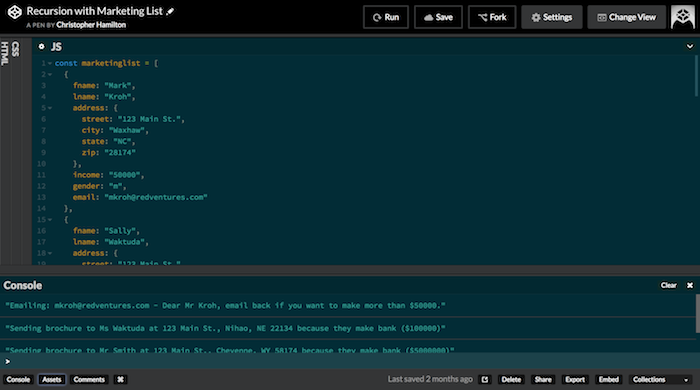 Recursion with Marketing List
A PEN BY Christopher Hamilton
Run
Save
Fork
Settings
Change View
HTML
CSS
JS
1 const marketinglist = [
2 {
3 fname: "Mark",
4 lname: "Kroh",
5 address: {
6 street: "123 Main St.",
7 city: "Waxhaw",
8 state: "NC",
9 zip: "28174"
10 },
11 income: "50000",
12 gender: "m",
13 email: "mkroh@redventures.com"
14 },
15 {
16 fname: "Sally",
17 lname: "Waktuda",
18 address: {
street: "123 Main St.",
Console
Clear
"Emailing: mkroh@redventures.com - Dear Mr Kroh, email back if you want to make more than $50000."
"Sending brochure to Ms Waktuda at 123 Main St., Nihao, NE 22134 because they make bank ($100000)"
"Sending brochure to Mr Smith at 123 Main St., Cheyenne, WY 58174 because they make bank ($5000000)"
>
Console
Assets
Comments
⌘
Last saved 2 months ago
Delete
Share
Export
Embed
Collections